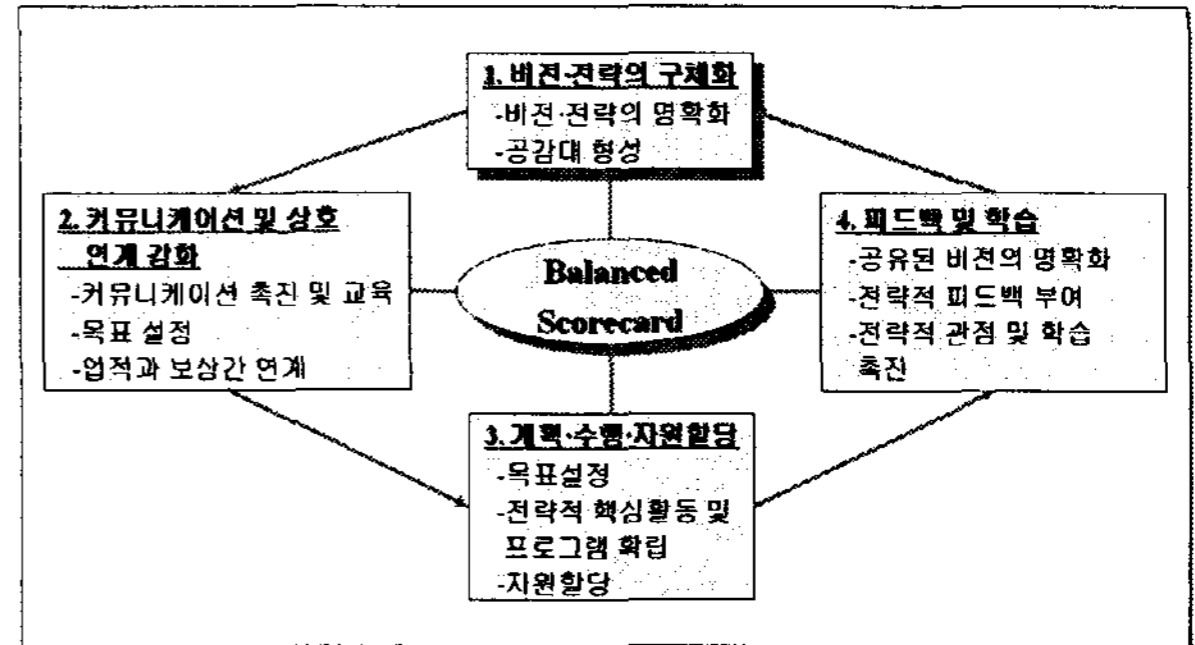 1. 비전·전략의 구체화
-비전·전략의 명확화
-공감대 형성
2. 커뮤니케이션 및 상호
연계 강화
-커뮤니케이션 촉진 및 교육
-목표 설정
-업적과 보상간 연계
Balanced
Scorecard
4. 피드백 및 학습
-공유된 비전의 명확화
-전략적 피드백 부여
-전략적 관점 및 학습
촉진
3. 계획·수행·자원할당
-목표설정
-전략적 핵심활동 및
프로그램 확립
-자원할당